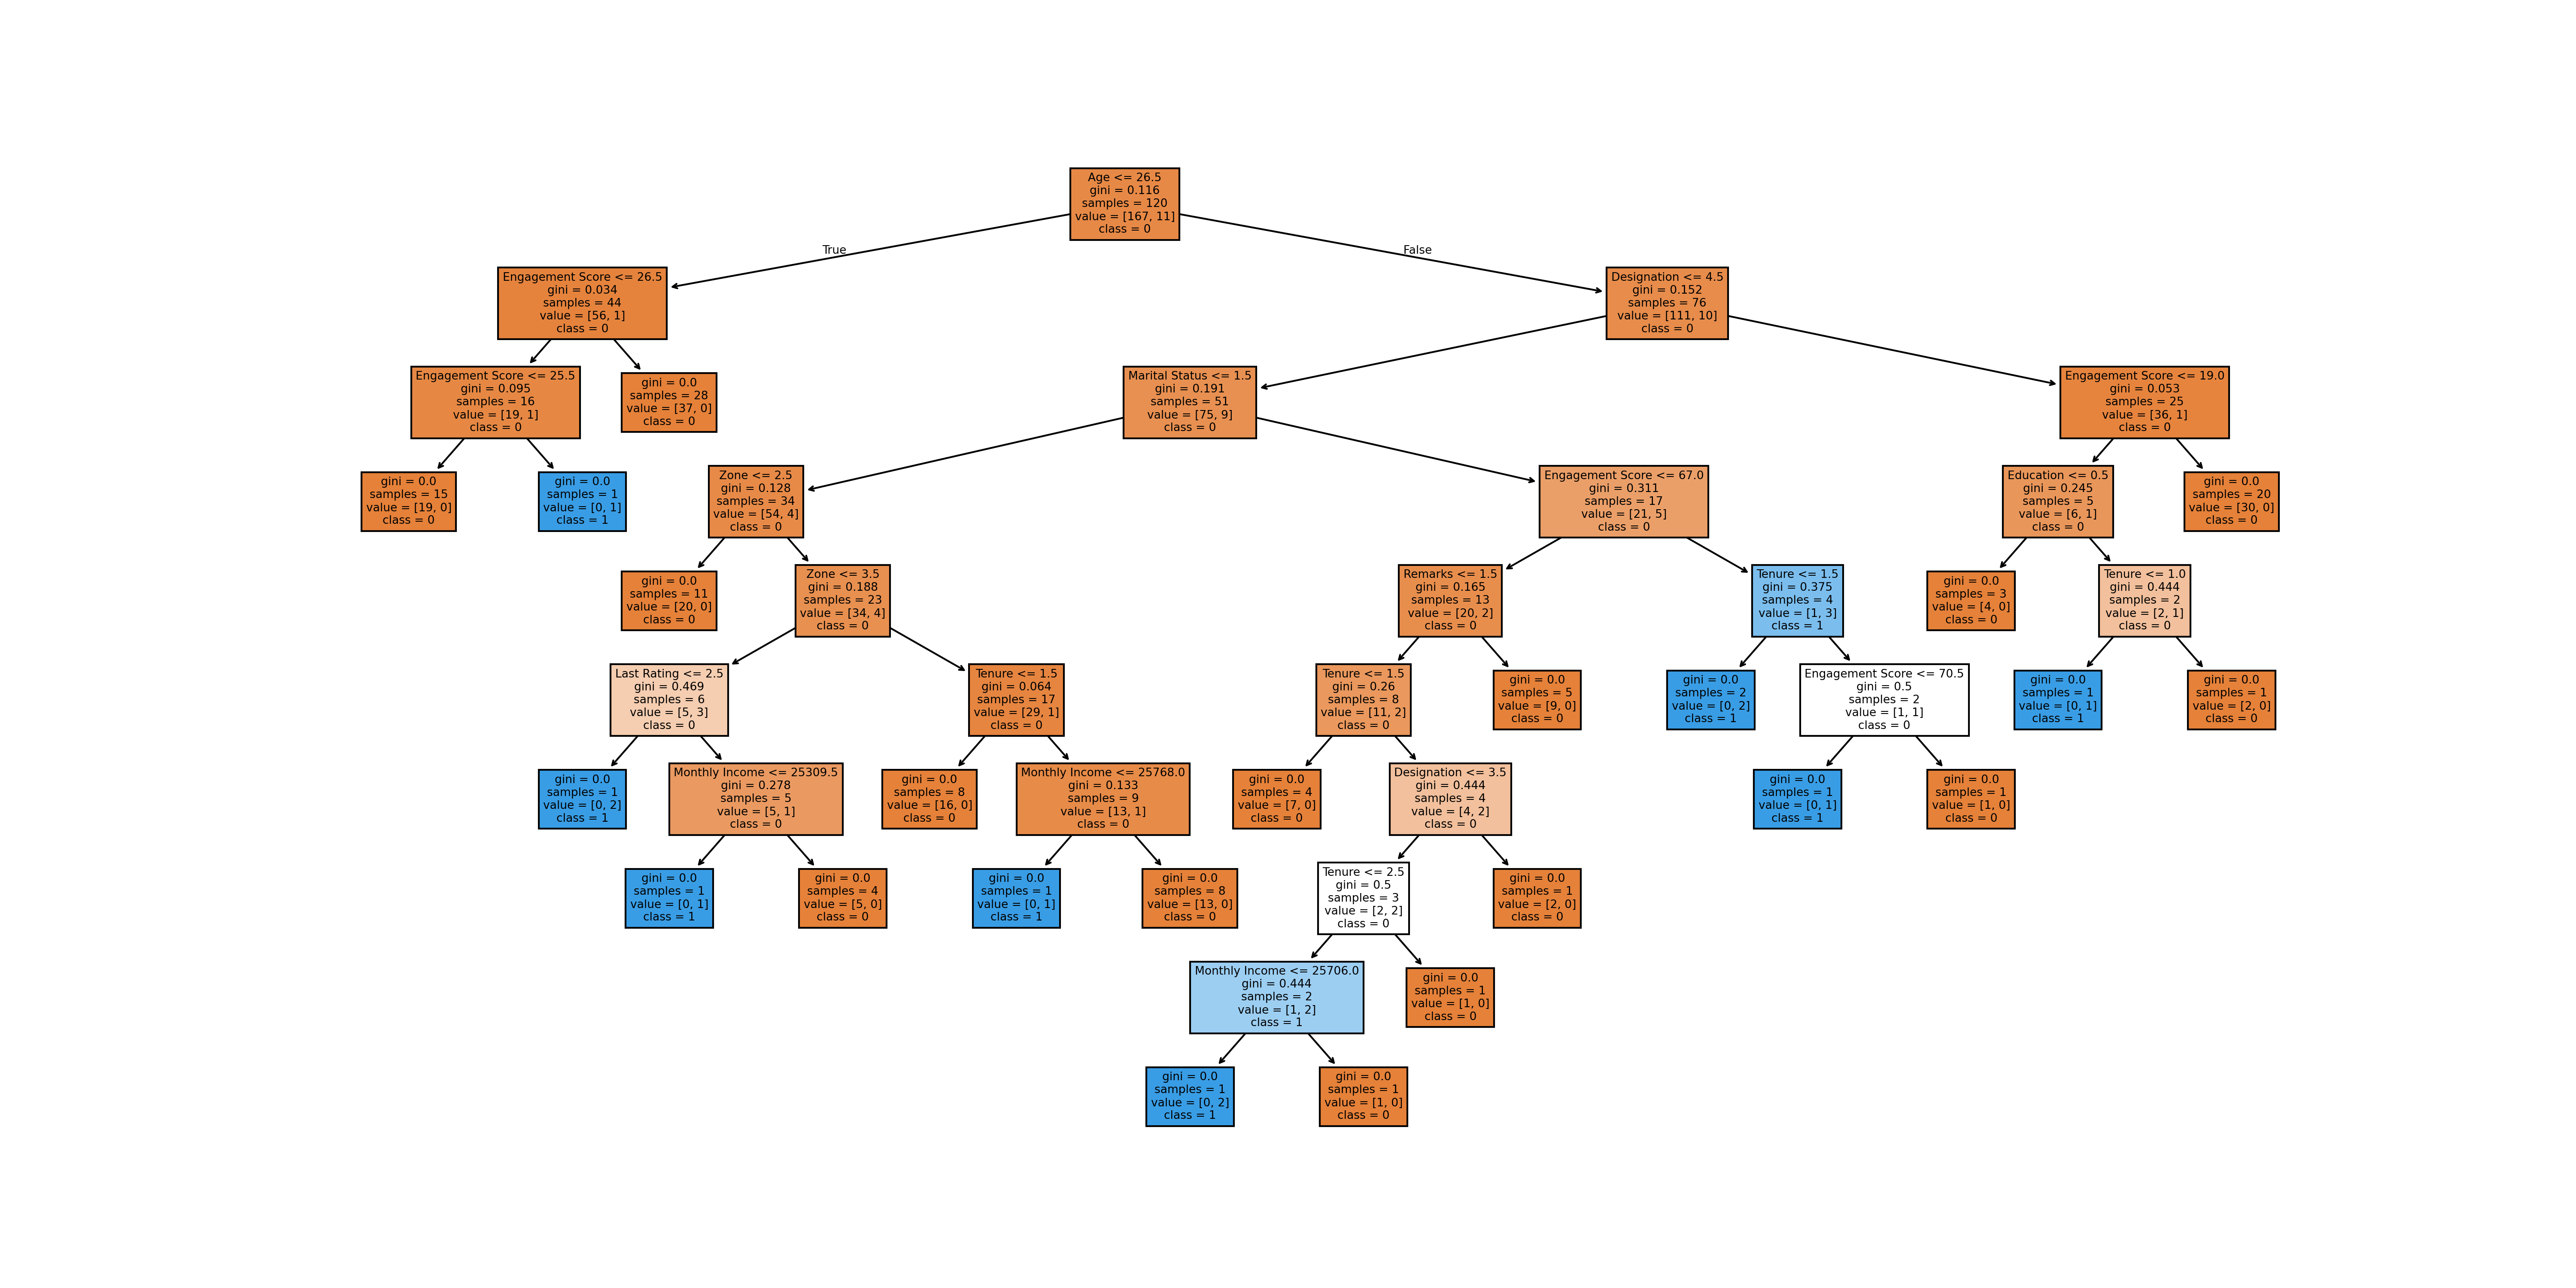 Age <= 26.5
gini = 0.116
samples = 120
value = [167, 11]
class = 0
True
False
Engagement Score <= 26.5
gini = 0.034
samples = 44
value = [56, 1]
class = 0
Designation <= 4.5
gini = 0.152
samples = 76
value = [111, 10]
class = 0
Engagement Score <= 25.5
gini = 0.095
samples = 16
value = [19, 1]
class = 0
gini = 0.0
samples = 28
value = [37, 0]
class = 0
Marital Status <= 1.5
gini = 0.191
samples = 51
value = [75, 9]
class = 0
Engagement Score <= 19.0
gini = 0.053
samples = 25
value = [36, 1]
class = 0
gini = 0.0
samples = 15
value = [19, 0]
class = 0
gini = 0.0
samples = 1
value = [0, 1]
class = 1
Zone <= 2.5
gini = 0.128
samples = 34
value = [54, 4]
class = 0
Engagement Score <= 67.0
gini = 0.311
samples = 17
value = [21, 5]
class = 0
Education <= 0.5
gini = 0.245
samples = 5
value = [6, 1]
class = 0
gini = 0.0
samples = 20
value = [30, 0]
class = 0
gini = 0.0
samples = 11
value = [20, 0]
class = 0
Zone <= 3.5
gini = 0.188
samples = 23
value = [34, 4]
class = 0
Remarks <= 1.5
gini = 0.165
samples = 13
value = [20, 2]
class = 0
Tenure <= 1.5
gini = 0.375
samples = 4
value = [1, 3]
class = 1
gini = 0.0
samples = 3
value = [4, 0]
class = 0
Tenure <= 1.0
gini = 0.444
samples = 2
value = [2, 1]
class = 0
Last Rating <= 2.5
gini = 0.469
samples = 6
value = [5, 3]
class = 0
Tenure <= 1.5
gini = 0.064
samples = 17
value = [29, 1]
class = 0
Tenure <= 1.5
gini = 0.26
samples = 8
value = [11, 2]
class = 0
gini = 0.0
samples = 5
value = [9, 0]
class = 0
gini = 0.0
samples = 2
value = [0, 2]
class = 1
Engagement Score <= 70.5
gini = 0.5
samples = 2
value = [1, 1]
class = 0
gini = 0.0
samples = 1
value = [0, 1]
class = 1
gini = 0.0
samples = 1
value = [2, 0]
class = 0
gini = 0.0
samples = 1
value = [0, 2]
class = 1
Monthly Income <= 25309.5
gini = 0.278
samples = 5
value = [5, 1]
class = 0
gini = 0.0
samples = 8
value = [16, 0]
class = 0
Monthly Income <= 25768.0
gini = 0.133
samples = 9
value = [13, 1]
class = 0
gini = 0.0
samples = 4
value = [7, 0]
class = 0
Designation <= 3.5
gini = 0.444
samples = 4
value = [4, 2]
class = 0
gini = 0.0
samples = 1
value = [0, 1]
class = 1
gini = 0.0
samples = 1
value = [1, 0]
class = 0
gini = 0.0
samples = 1
value = [0, 1]
class = 1
gini = 0.0
samples = 4
value = [5, 0]
class = 0
gini = 0.0
samples = 1
value = [0, 1]
class = 1
gini = 0.0
samples = 8
value = [13, 0]
class = 0
Tenure <= 2.5
gini = 0.5
samples = 3
value = [2, 2]
class = 0
gini = 0.0
samples = 1
value = [2, 0]
class = 0
Monthly Income <= 25706.0
gini = 0.444
samples = 2
value = [1, 2]
class = 1
gini = 0.0
samples = 1
value = [1, 0]
class = 0
gini = 0.0
samples = 1
value = [0, 2]
class = 1
gini = 0.0
samples = 1
value = [1, 0]
class = 0